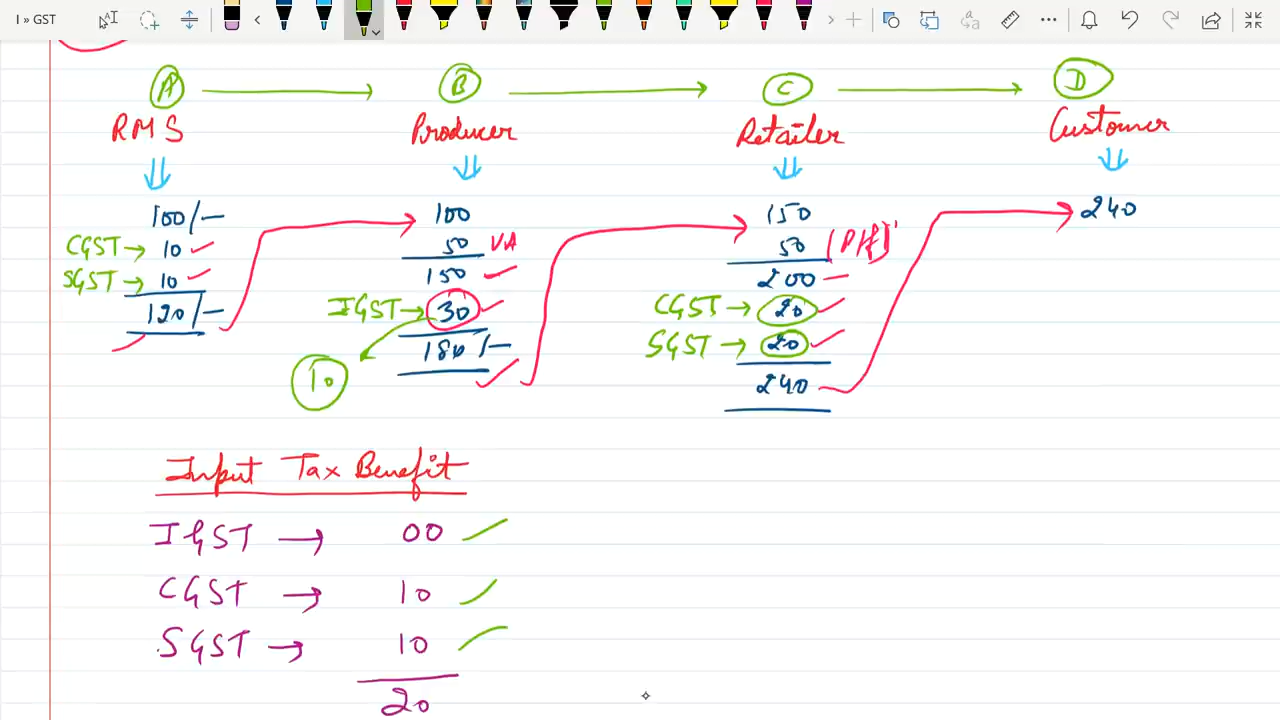 I » GST
A B C D
RMS Producer Retailer Customer
100/- 100 150 240
CGST → 10 50 VA 50 (P/f)
SGST → 10 150 200
120/- IGST → 30 CGST → 20
180/- SGST → 20
10 240
Input Tax Benefit
IGST → 00
CGST → 10
SGST → 10
20